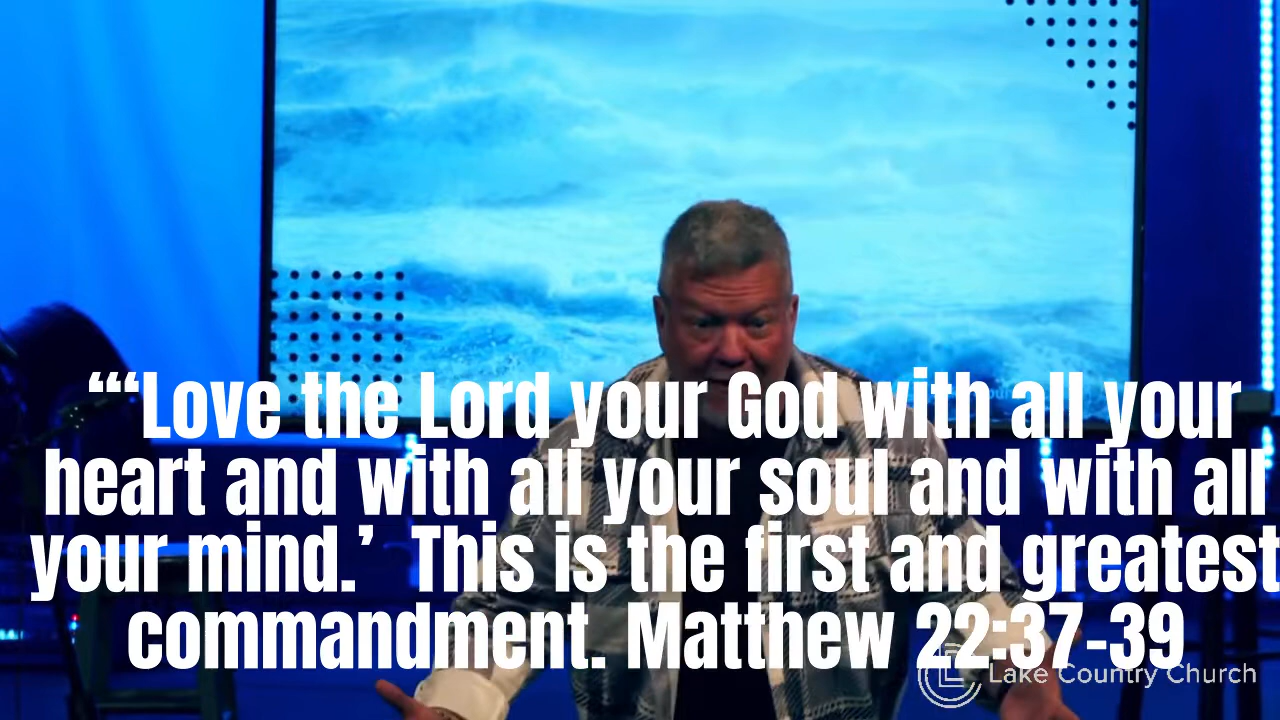 “‘Love the Lord your God with all your
heart and with all your soul and with all
your mind.’ This is the first and greatest
commandment. Matthew 22:37-39
Lake Country Church